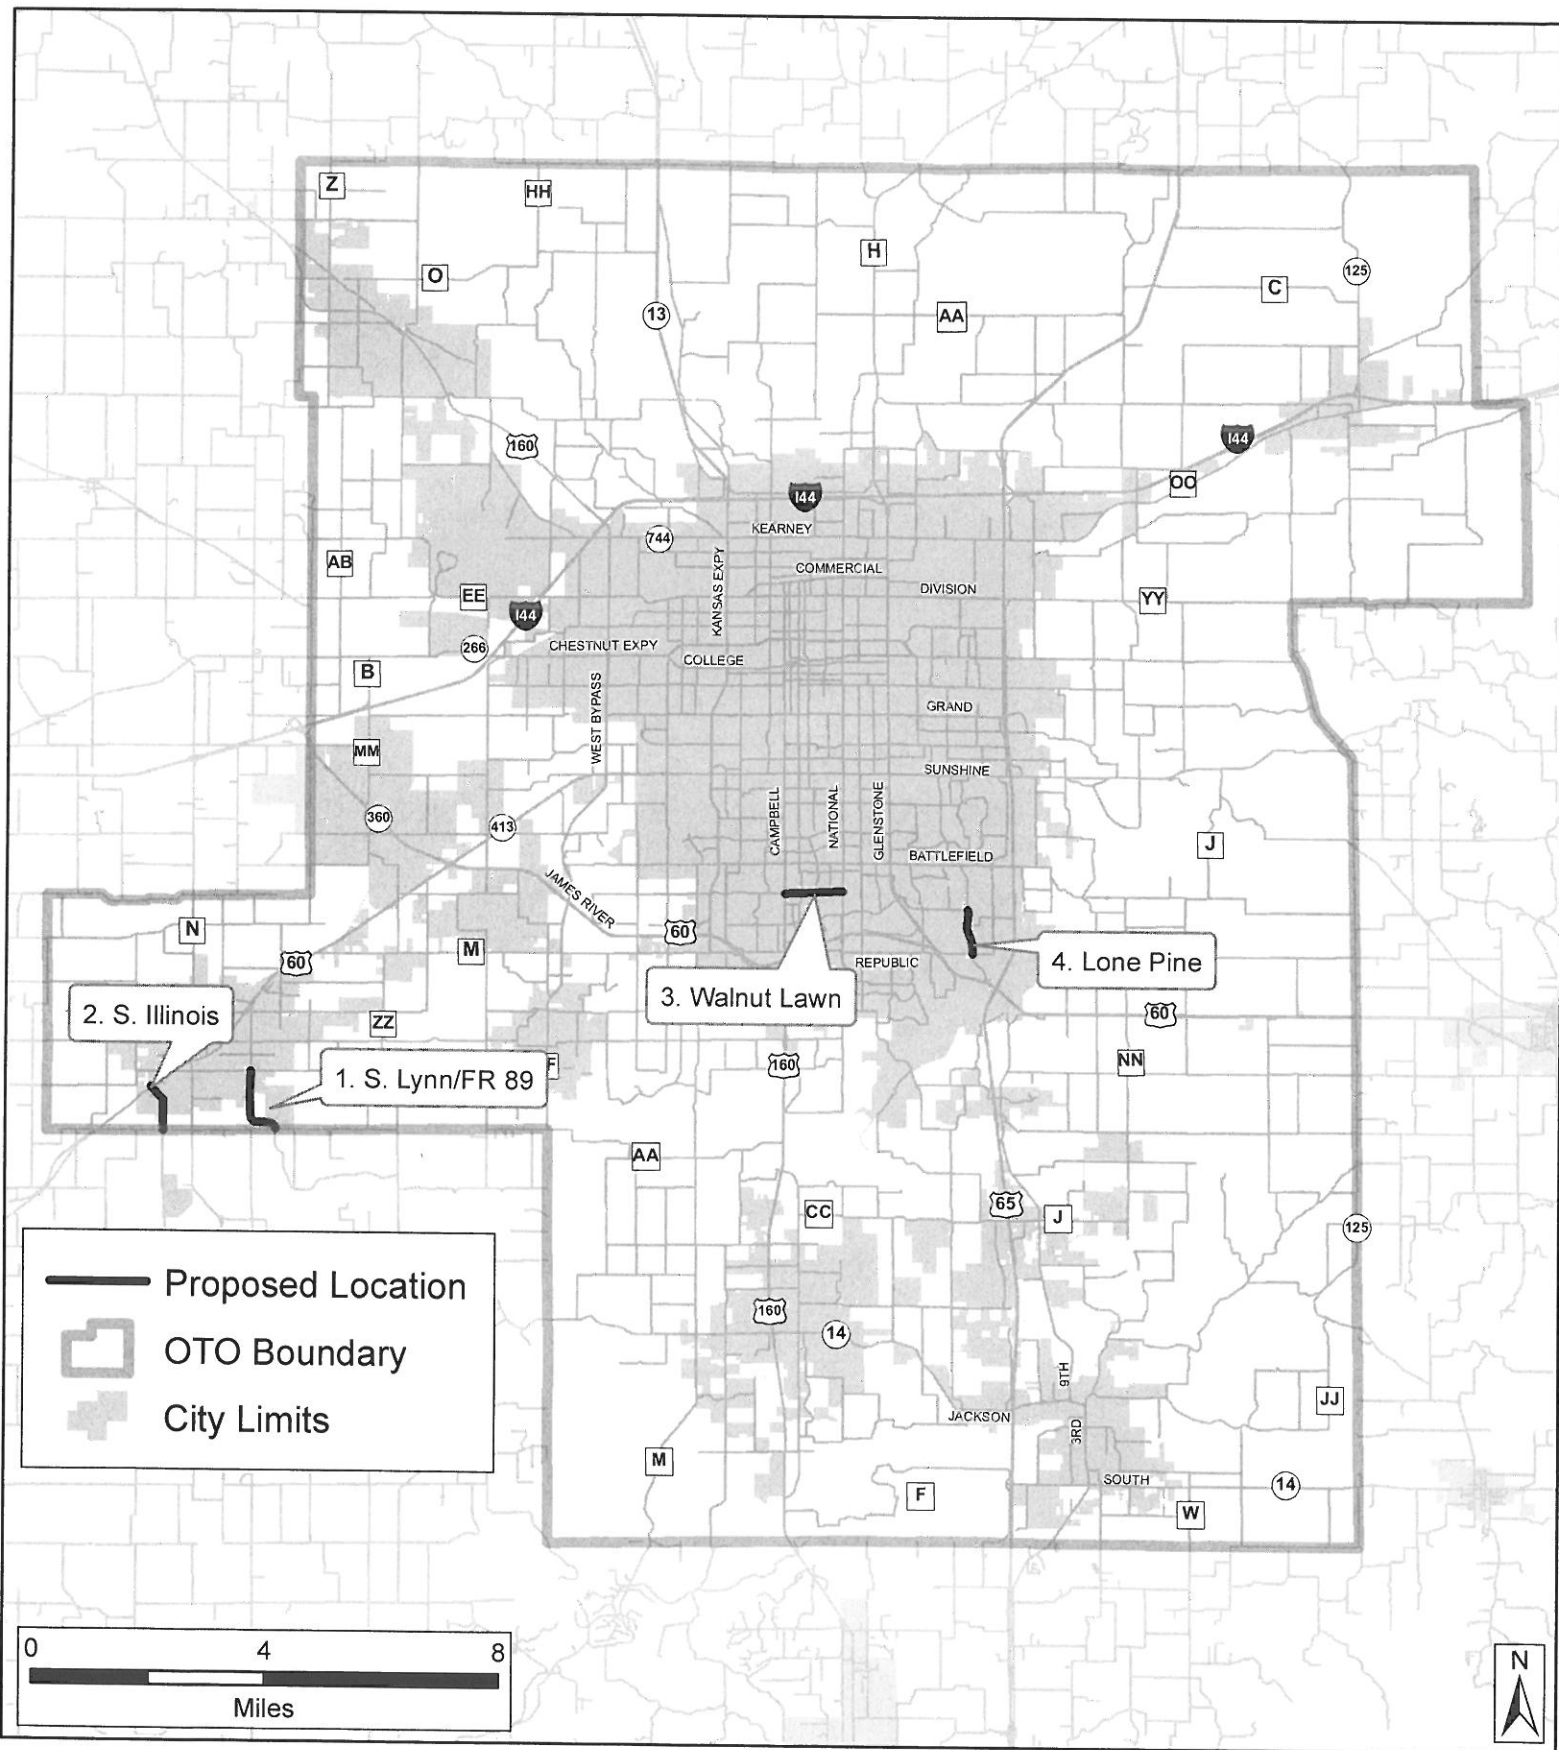 Z
HH
H
O
125
C
13
AA
160
I44
OO
I44
KEARNEY
744
AB
KANSAS EXPY
COMMERCIAL
DIVISION
EE
YY
I44
266
CHESTNUT EXPY
COLLEGE
B
WEST BYPASS
GRAND
MM
SUNSHINE
360
413
CAMPBELL
NATIONAL
GLENSTONE
J
BATTLEFIELD
JAMES RIVER
N
60
M
60
REPUBLIC
4. Lone Pine
3. Walnut Lawn
2. S. Illinois
ZZ
60
160
NN
F
1. S. Lynn/FR 89
AA
65
CC
J
125
Proposed Location
160
14
OTO Boundary
9TH
City Limits
JJ
JACKSON
3RD
M
SOUTH
14
F
W
0 4 8
Miles
N